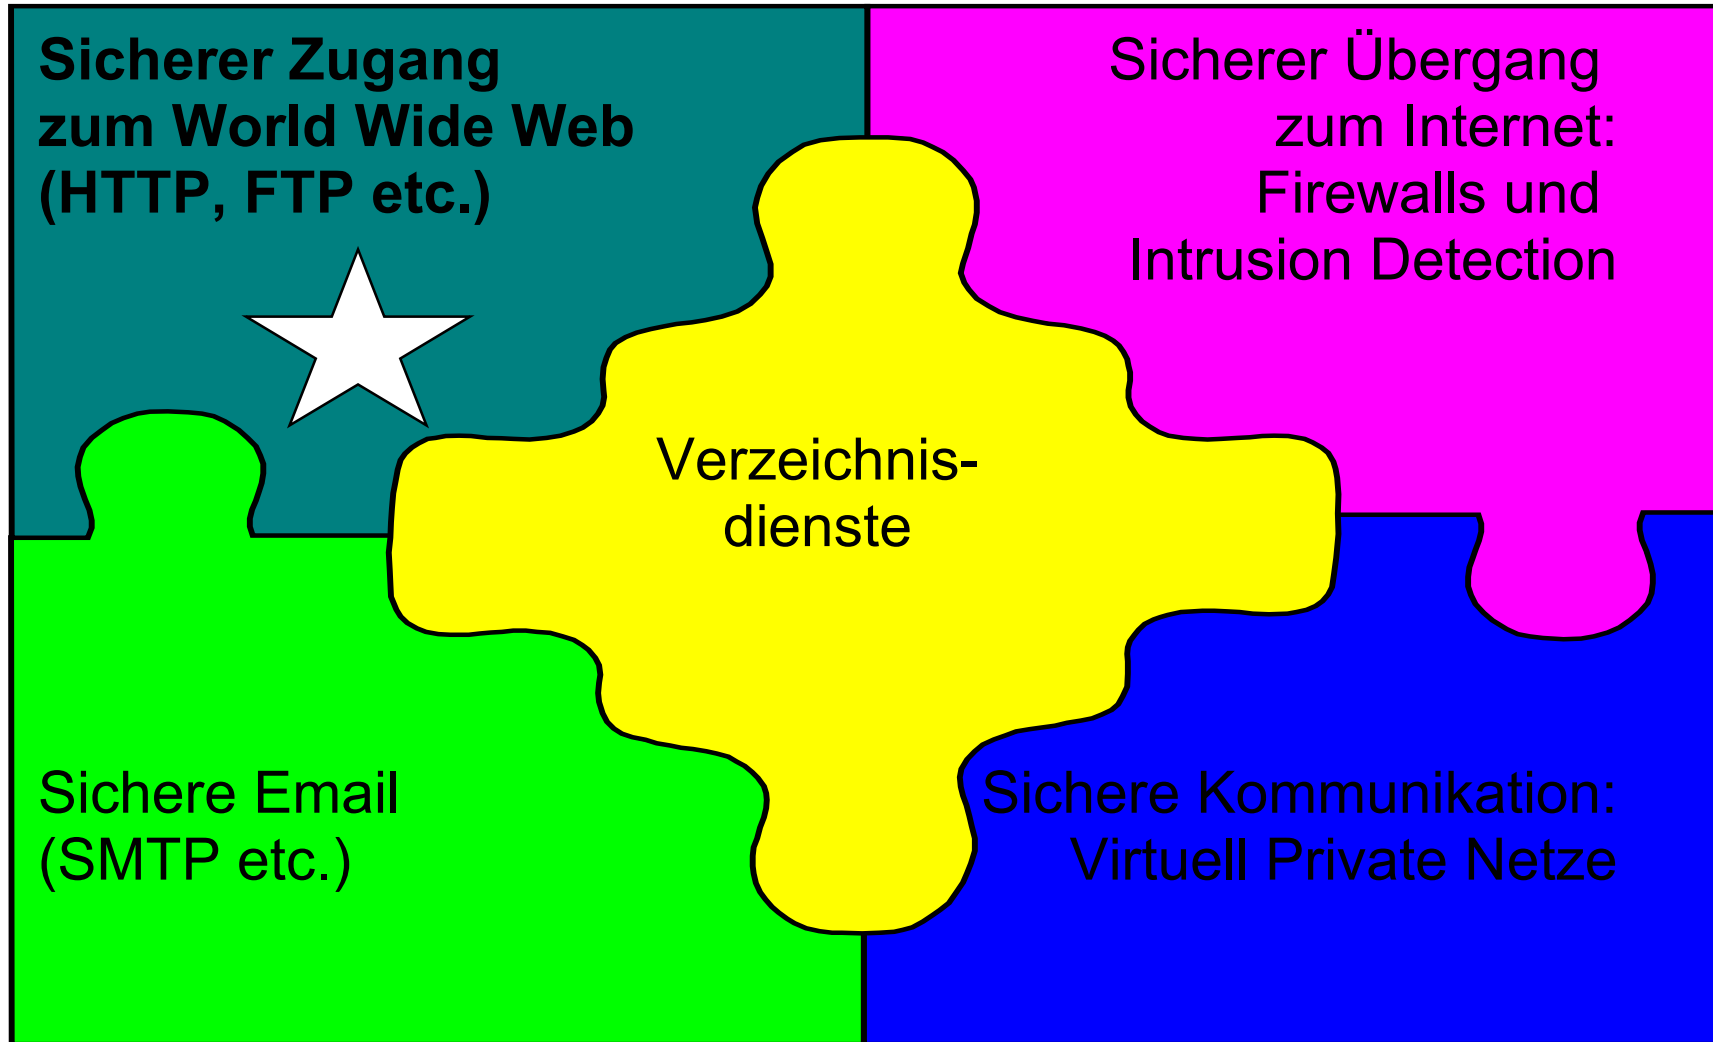 Sicherer Zugang
zum World Wide Web
(HTTP, FTP etc.)
Sicherer Übergang
zum Internet:
Firewalls und
Intrusion Detection
Verzeichnis-
dienste
Sichere Email
(SMTP etc.)
Sichere Kommunikation:
Virtuell Private Netze